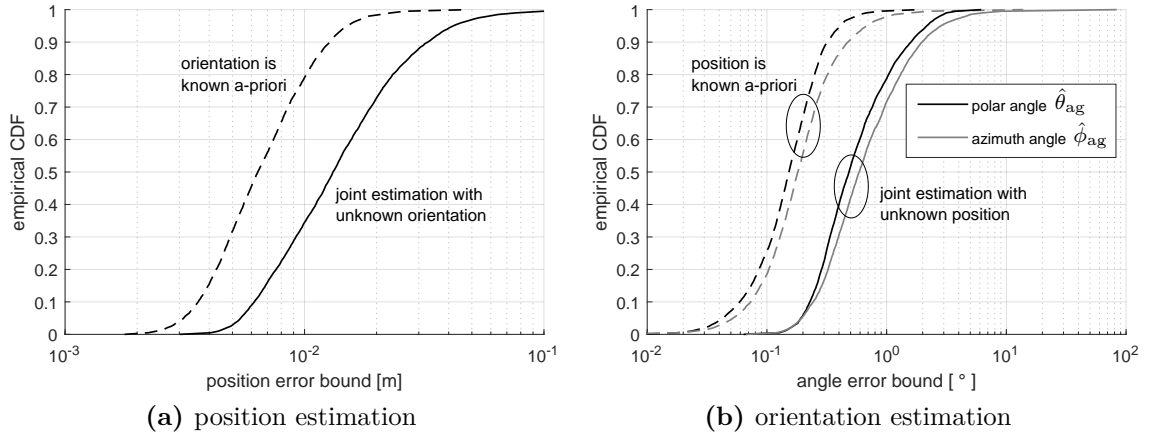 1
0.9
0.8
0.7
0.6
0.5
0.4
0.3
0.2
0.1
0
empirical CDF
orientation is
known a-priori
joint estimation with
unknown orientation
10^-3
10^-2
10^-1
position error bound [m]
(a) position estimation
1
0.9
0.8
0.7
0.6
0.5
0.4
0.3
0.2
0.1
0
empirical CDF
position is
known a-priori
polar angle θ̂ag
azimuth angle ϕ̂ag
joint estimation with
unknown position
10^-2
10^-1
10^0
10^1
10^2
angle error bound [ ° ]
(b) orientation estimation